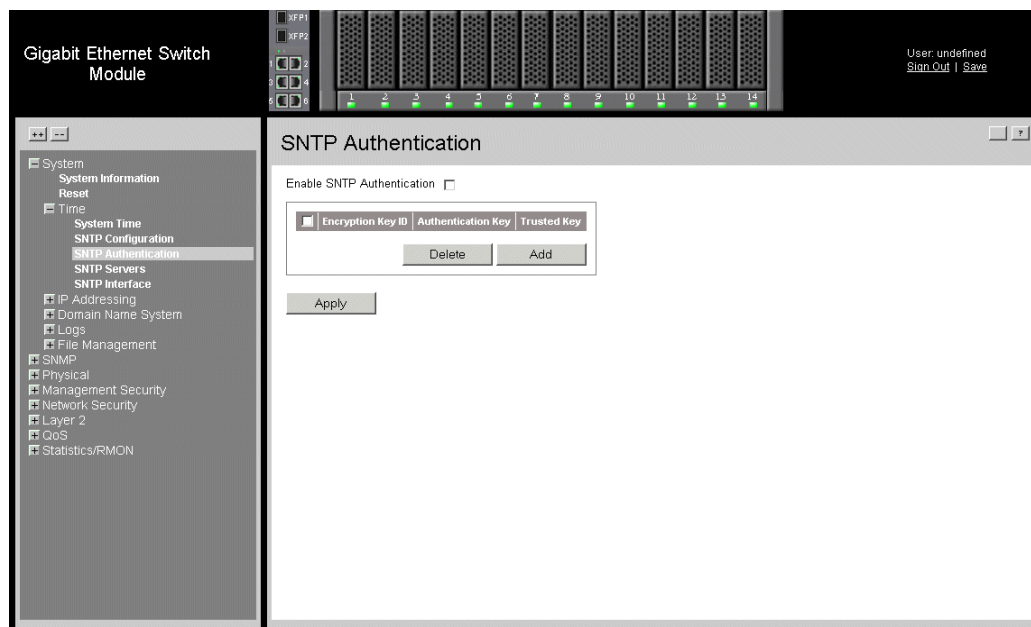 XFP1
XFP2
1 2
3 4
5 6
1 2 3 4 5 6 7 8 9 10 11 12 13 14
Gigabit Ethernet Switch
Module
User: undefined
Sign Out | Save
++ --
System
System Information
Reset
Time
System Time
SNTP Configuration
SNTP Authentication
SNTP Servers
SNTP Interface
IP Addressing
Domain Name System
Logs
File Management
SNMP
Physical
Management Security
Network Security
Layer 2
QoS
Statistics/RMON
SNTP Authentication
?
Enable SNTP Authentication
Encryption Key ID Authentication Key Trusted Key
Delete Add
Apply